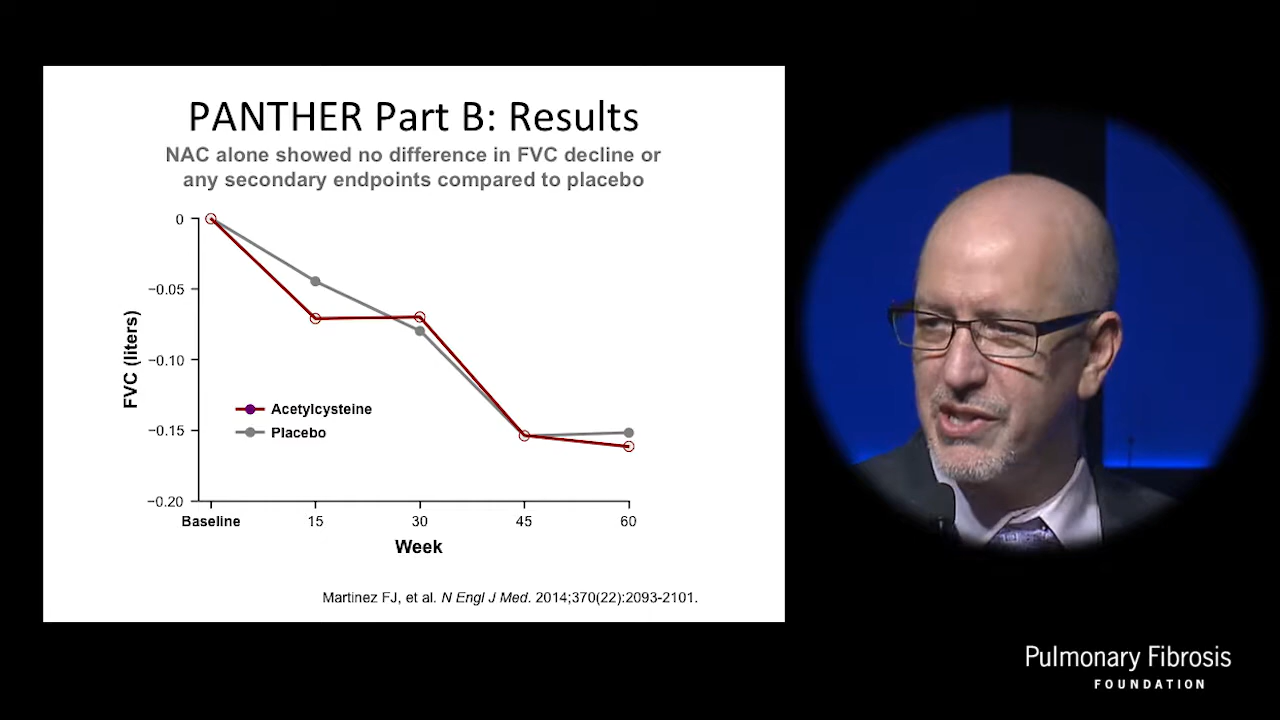 PANTHER Part B: Results
NAC alone showed no difference in FVC decline or
any secondary endpoints compared to placebo
0
−0.05
−0.10
−0.15
−0.20
FVC (liters)
Acetylcysteine
Placebo
Baseline 15 30 45 60
Week
Martinez FJ, et al. N Engl J Med. 2014;370(22):2093-2101.
Pulmonary Fibrosis
FOUNDATION